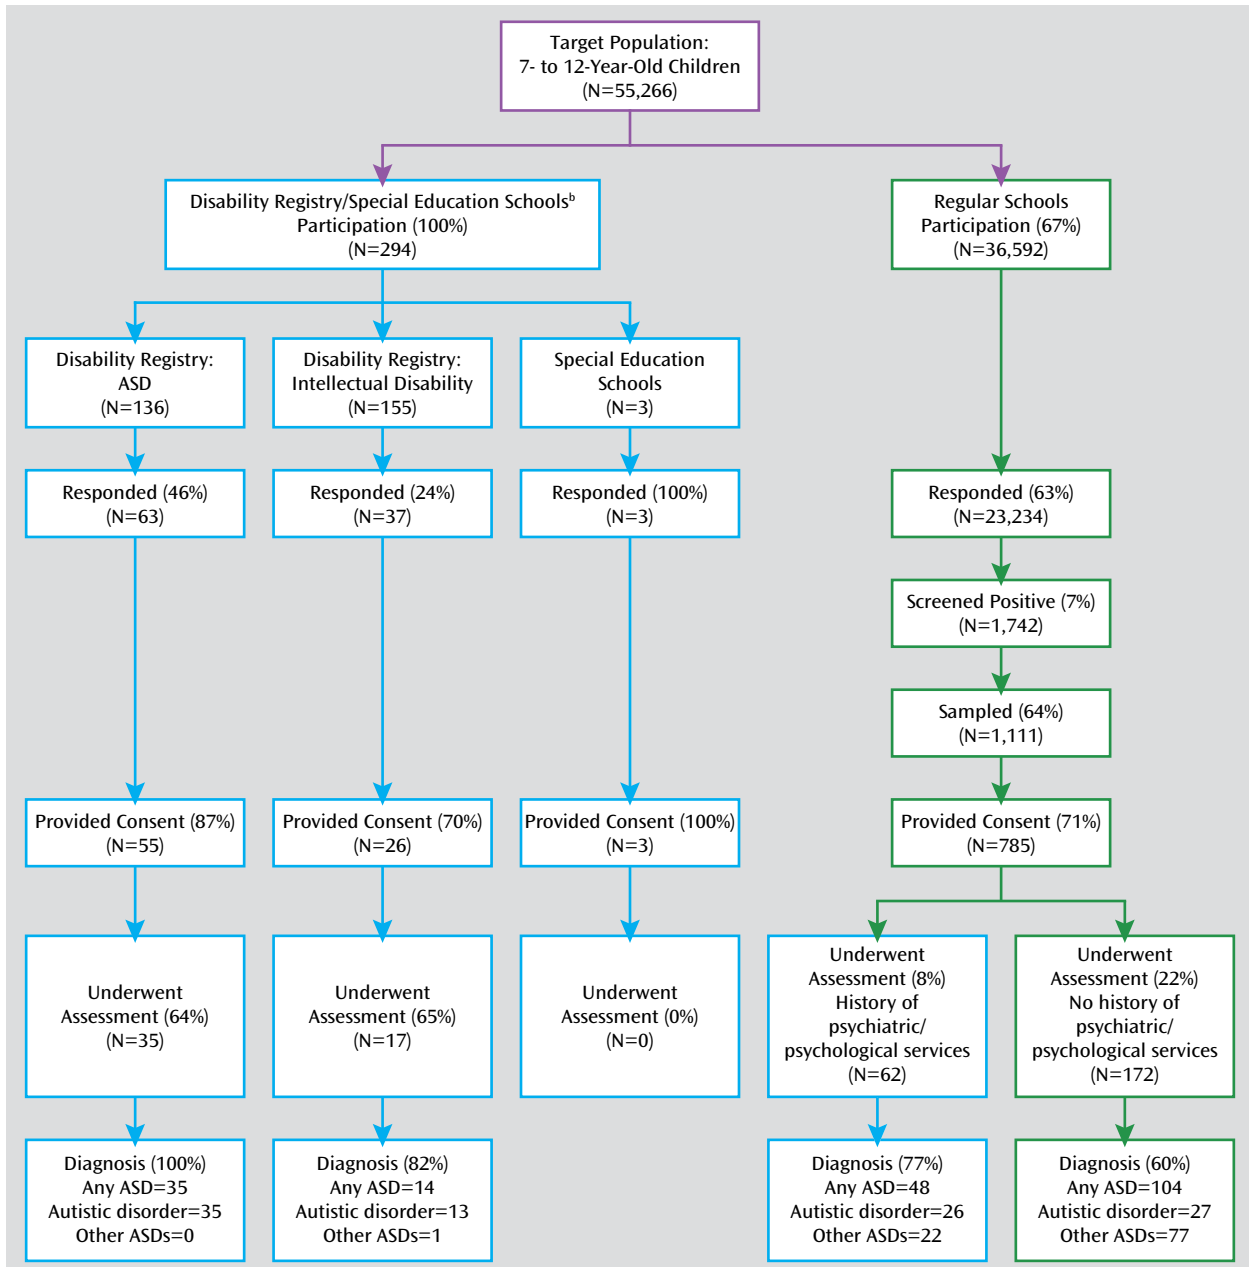 Target Population:
7- to 12-Year-Old Children
(N=55,266)
Disability Registry/Special Education Schoolsᵇ
Participation (100%)
(N=294)
Regular Schools
Participation (67%)
(N=36,592)
Disability Registry:
ASD
(N=136)
Disability Registry:
Intellectual Disability
(N=155)
Special Education
Schools
(N=3)
Responded (46%)
(N=63)
Responded (24%)
(N=37)
Responded (100%)
(N=3)
Responded (63%)
(N=23,234)
Screened Positive (7%)
(N=1,742)
Sampled (64%)
(N=1,111)
Provided Consent (87%)
(N=55)
Provided Consent (70%)
(N=26)
Provided Consent (100%)
(N=3)
Provided Consent (71%)
(N=785)
Underwent
Assessment (64%)
(N=35)
Underwent
Assessment (65%)
(N=17)
Underwent
Assessment (0%)
(N=0)
Underwent
Assessment (8%)
History of
psychiatric/
psychological services
(N=62)
Underwent
Assessment (22%)
No history of
psychiatric/
psychological services
(N=172)
Diagnosis (100%)
Any ASD=35
Autistic disorder=35
Other ASDs=0
Diagnosis (82%)
Any ASD=14
Autistic disorder=13
Other ASDs=1
Diagnosis (77%)
Any ASD=48
Autistic disorder=26
Other ASDs=22
Diagnosis (60%)
Any ASD=104
Autistic disorder=27
Other ASDs=77